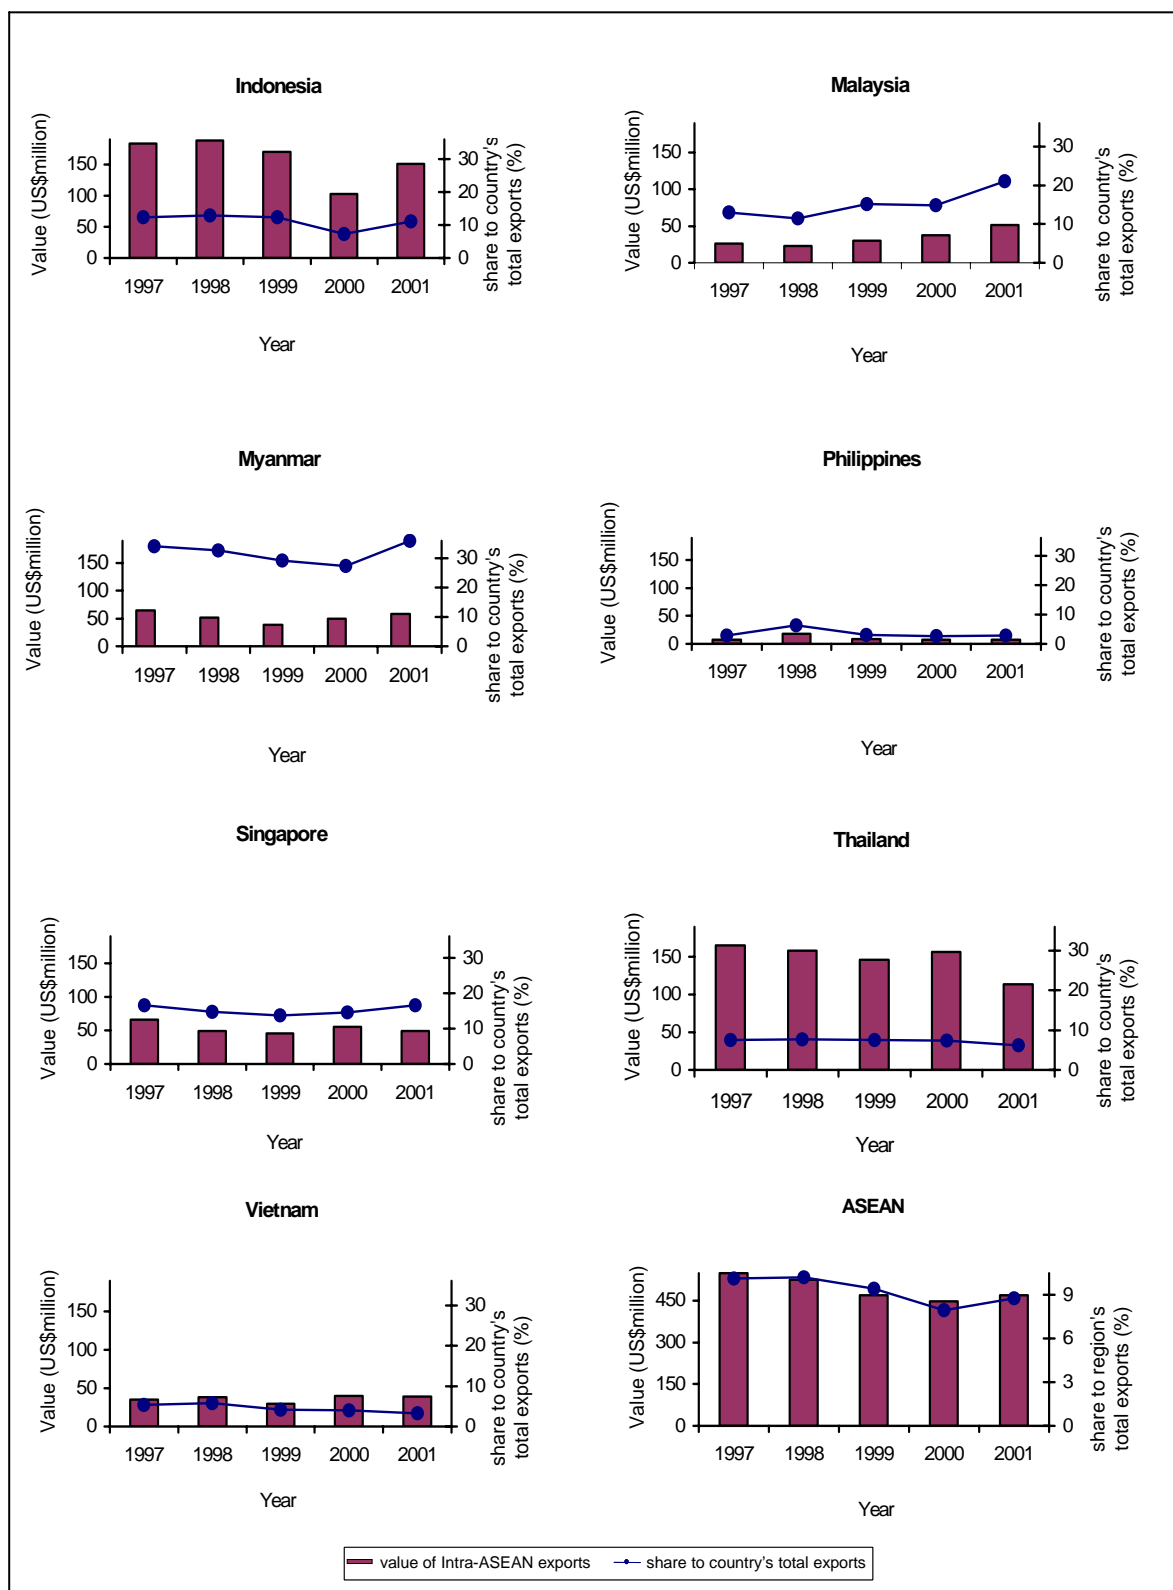 Indonesia
Value (US$million)
150
100
50
0
30
20
10
0
share to country's
total exports (%)
1997 1998 1999 2000 2001
Year
Malaysia
Value (US$million)
150
100
50
0
30
20
10
0
share to country's
total exports (%)
1997 1998 1999 2000 2001
Year
Myanmar
Value (US$million)
150
100
50
0
30
20
10
0
share to country's
total exports (%)
1997 1998 1999 2000 2001
Year
Philippines
Value (US$million)
150
100
50
0
30
20
10
0
share to country's
total exports (%)
1997 1998 1999 2000 2001
Year
Singapore
Value (US$million)
150
100
50
0
30
20
10
0
share to country's
total exports (%)
1997 1998 1999 2000 2001
Year
Thailand
Value (US$million)
150
100
50
0
30
20
10
0
share to country's
total exports (%)
1997 1998 1999 2000 2001
Year
Vietnam
Value (US$million)
150
100
50
0
30
20
10
0
share to country's
total exports (%)
1997 1998 1999 2000 2001
Year
ASEAN
Value (US$million)
450
300
150
0
9
6
3
0
share to region's
total exports (%)
1997 1998 1999 2000 2001
Year
value of Intra-ASEAN exports share to country's total exports